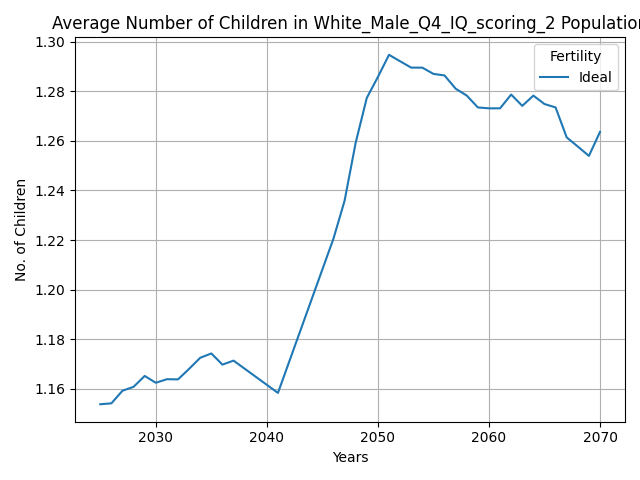 Average Number of Children in White_Male_Q4_IQ_scoring_2 Population
Fertility
Ideal
No. of Children
1.30
1.28
1.26
1.24
1.22
1.20
1.18
1.16
2030 2040 2050 2060 2070
Years